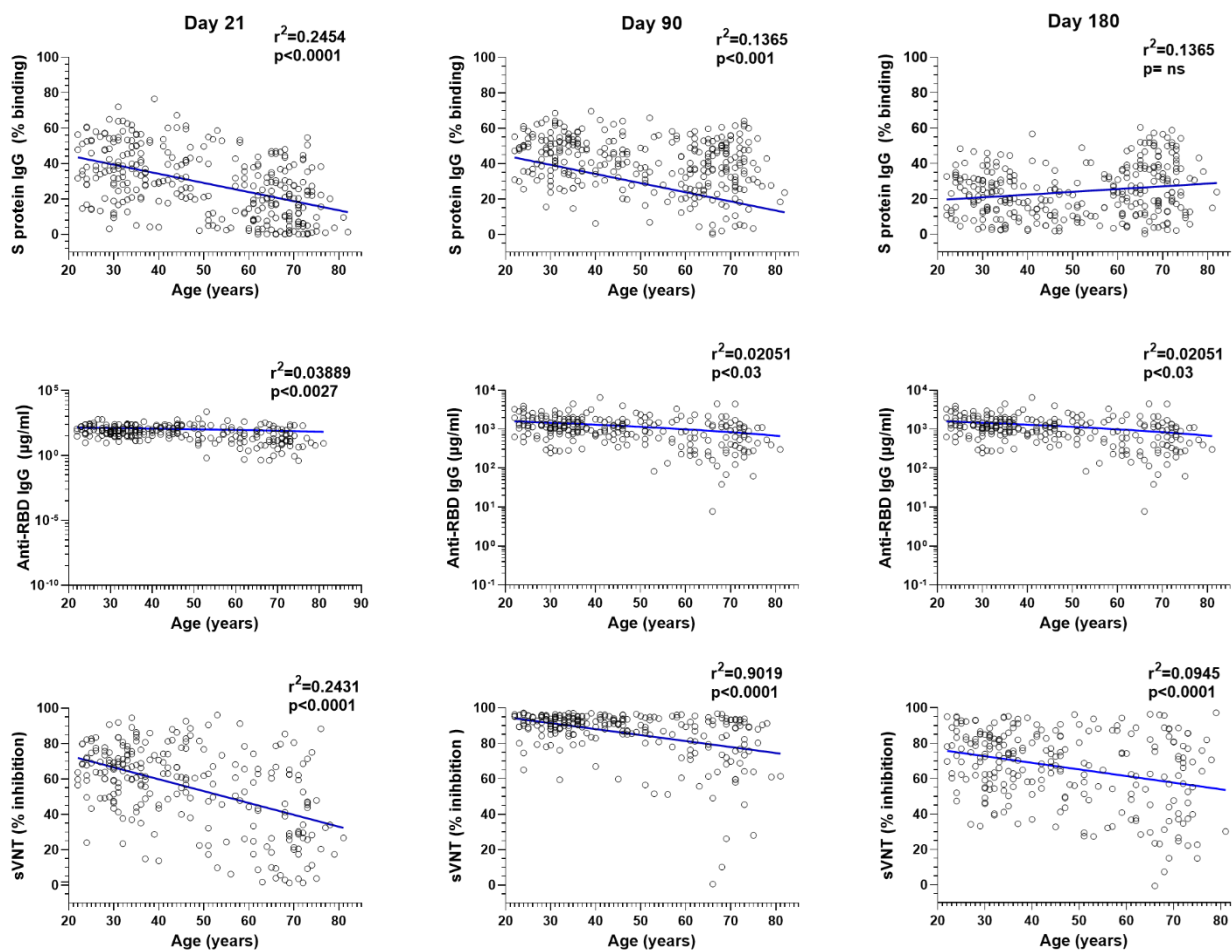 Day 21
Day 90
Day 180
r²=0.2454
p<0.0001
S protein IgG (% binding)
100
80
60
40
20
0
20 30 40 50 60 70 80
Age (years)
r²=0.1365
p<0.001
S protein IgG (% binding)
100
80
60
40
20
0
20 30 40 50 60 70 80
Age (years)
r²=0.1365
p= ns
S protein IgG (% binding)
100
80
60
40
20
0
20 30 40 50 60 70 80
Age (years)
r²=0.03889
p<0.0027
Anti-RBD IgG (µg/ml)
10⁵
10⁰
10⁻⁵
10⁻¹⁰
20 30 40 50 60 70 80 90
Age (years)
r²=0.02051
p<0.03
Anti-RBD IgG (µg/ml)
10⁴
10³
10²
10¹
10⁰
10⁻¹
20 30 40 50 60 70 80
Age (years)
r²=0.02051
p<0.03
Anti-RBD IgG (µg/ml)
10⁴
10³
10²
10¹
10⁰
10⁻¹
20 30 40 50 60 70 80
Age (years)
r²=0.2431
p<0.0001
sVNT (% inhibition)
100
80
60
40
20
0
20 30 40 50 60 70 80
Age (years)
r²=0.9019
p<0.0001
sVNT (% inhibition )
100
80
60
40
20
0
20 30 40 50 60 70 80
Age (years)
r²=0.0945
p<0.0001
sVNT (% inhibition)
100
80
60
40
20
0
20 30 40 50 60 70 80
Age (years)